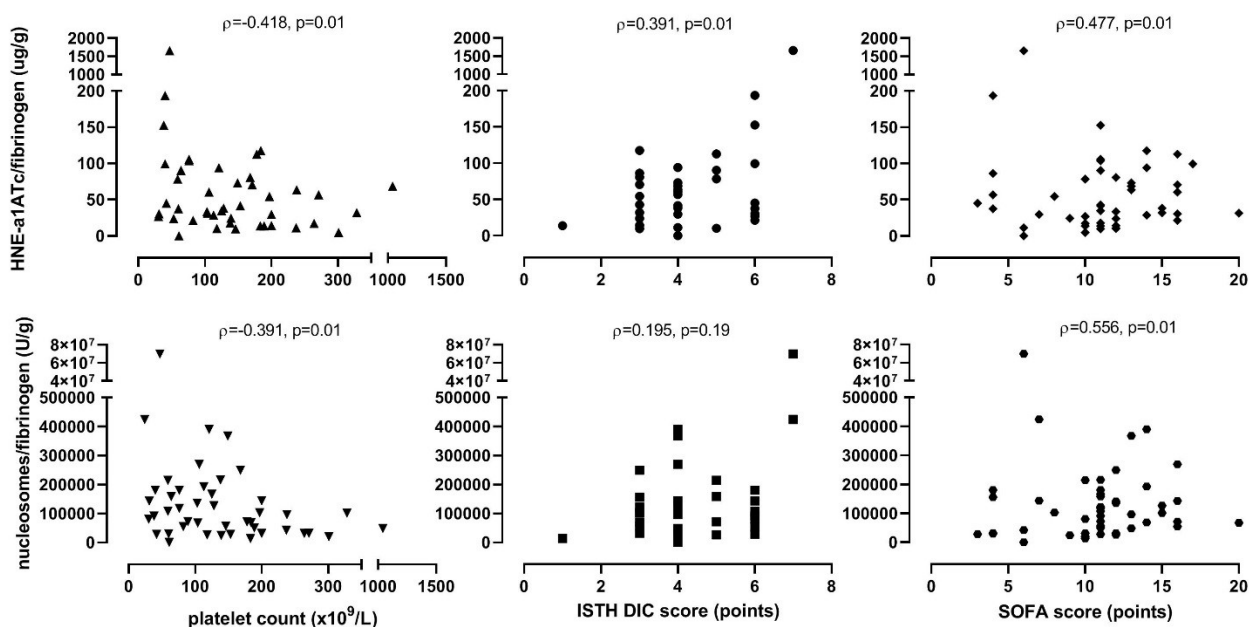 ρ=-0.418, p=0.01
ρ=0.391, p=0.01
ρ=0.477, p=0.01
HNE-a1ATc/fibrinogen (ug/g)
2000
1500
1000
200
150
100
50
0
0 100 200 300 1000 1500
0 2 4 6 8
0 5 10 15 20
ρ=-0.391, p=0.01
ρ=0.195, p=0.19
ρ=0.556, p=0.01
nucleosomes/fibrinogen (U/g)
8×10⁷
6×10⁷
4×10⁷
500000
400000
300000
200000
100000
0
0 100 200 300 1000 1500
0 2 4 6 8
0 5 10 15 20
platelet count (x10⁹/L)
ISTH DIC score (points)
SOFA score (points)